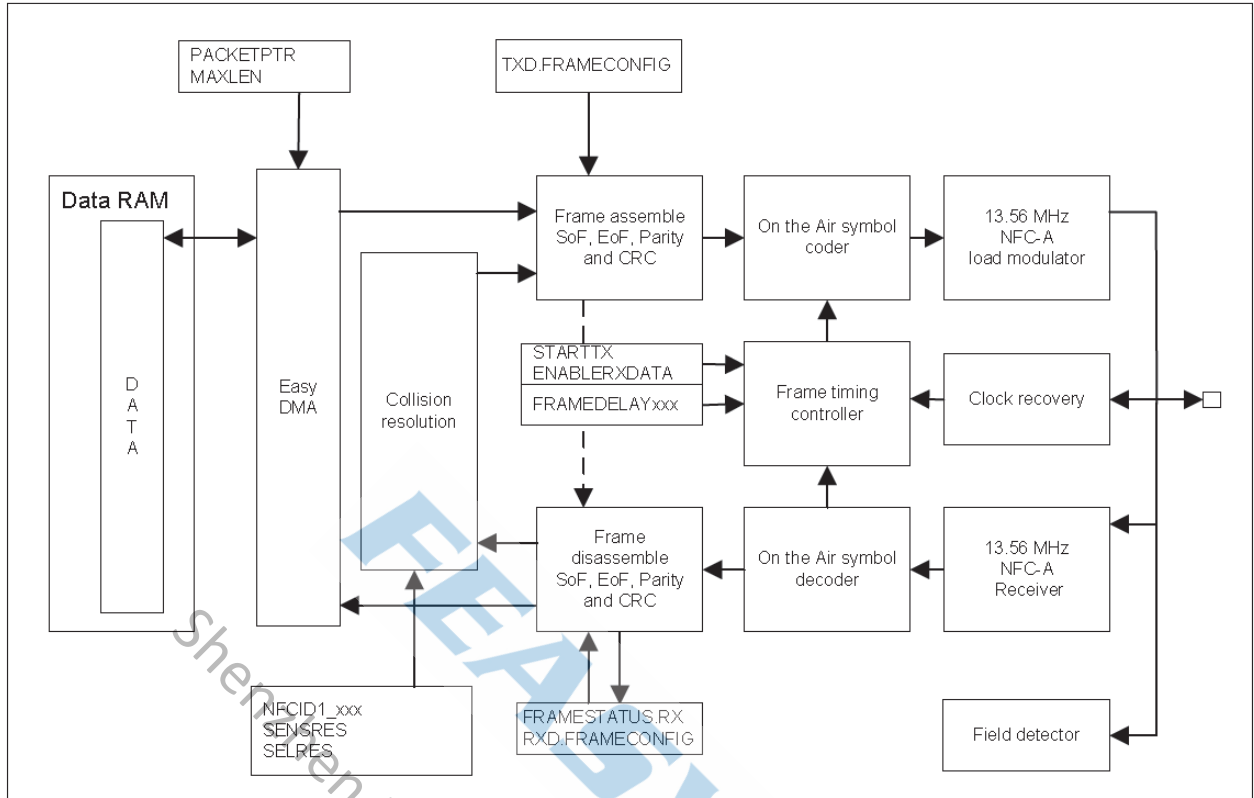 PACKETPTR
MAXLEN
TXD.FRAMECONFIG
Data RAM
D
A
T
A
Easy
DMA
Collision
resolution
Frame assemble
SoF, EoF, Parity
and CRC
On the Air symbol
coder
13.56 MHz
NFC-A
load modulator
STARTTX
ENABLERXDATA
FRAMEDELAYxxx
Frame timing
controller
Clock recovery
Frame
disassemble
SoF, EoF, Parity
and CRC
On the Air symbol
decoder
13.56 MHz
NFC-A
Receiver
NFCID1_xxx
SENSRES
SELRES
FRAMESTATUS.RX
RXD.FRAMECONFIG
Field detector
Shenzhen